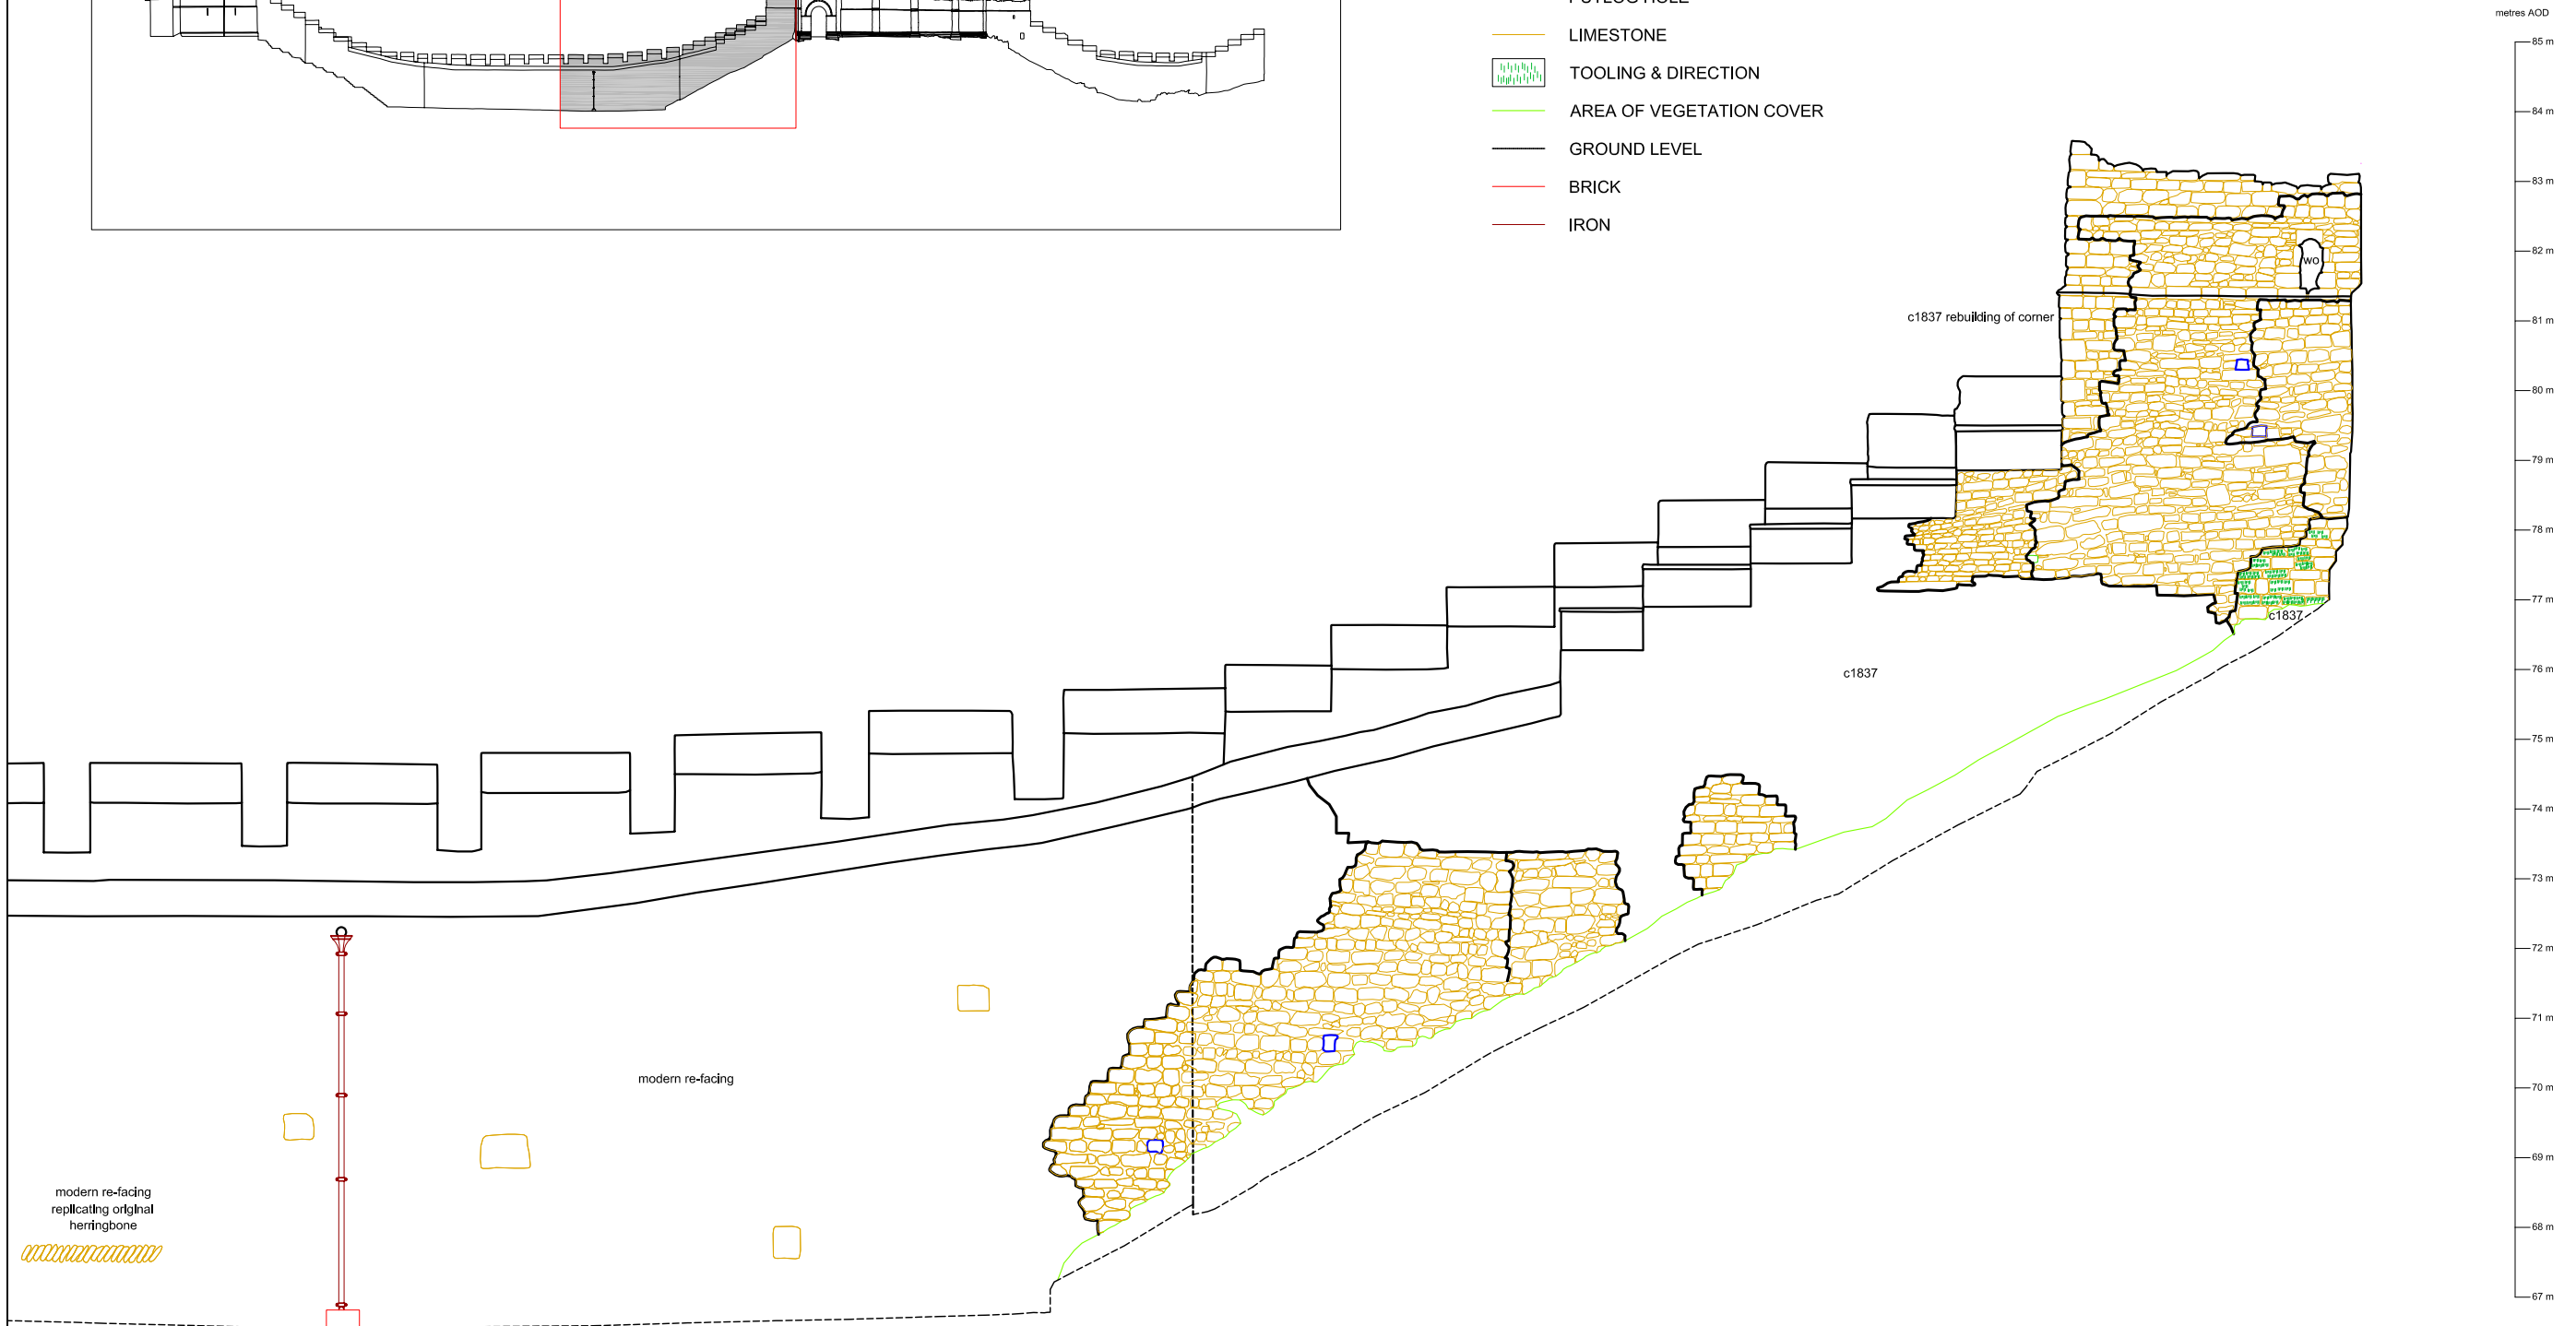 PUTLOG HOLE
LIMESTONE
TOOLING & DIRECTION
AREA OF VEGETATION COVER
GROUND LEVEL
BRICK
IRON
metres AOD
85 m
84 m
83 m
82 m
81 m
80 m
79 m
78 m
77 m
76 m
75 m
74 m
73 m
72 m
71 m
70 m
69 m
68 m
67 m
WO
c1837 rebuilding of corner
c1837
c1837
modern re-facing
modern re-facing
replicating original
herringbone